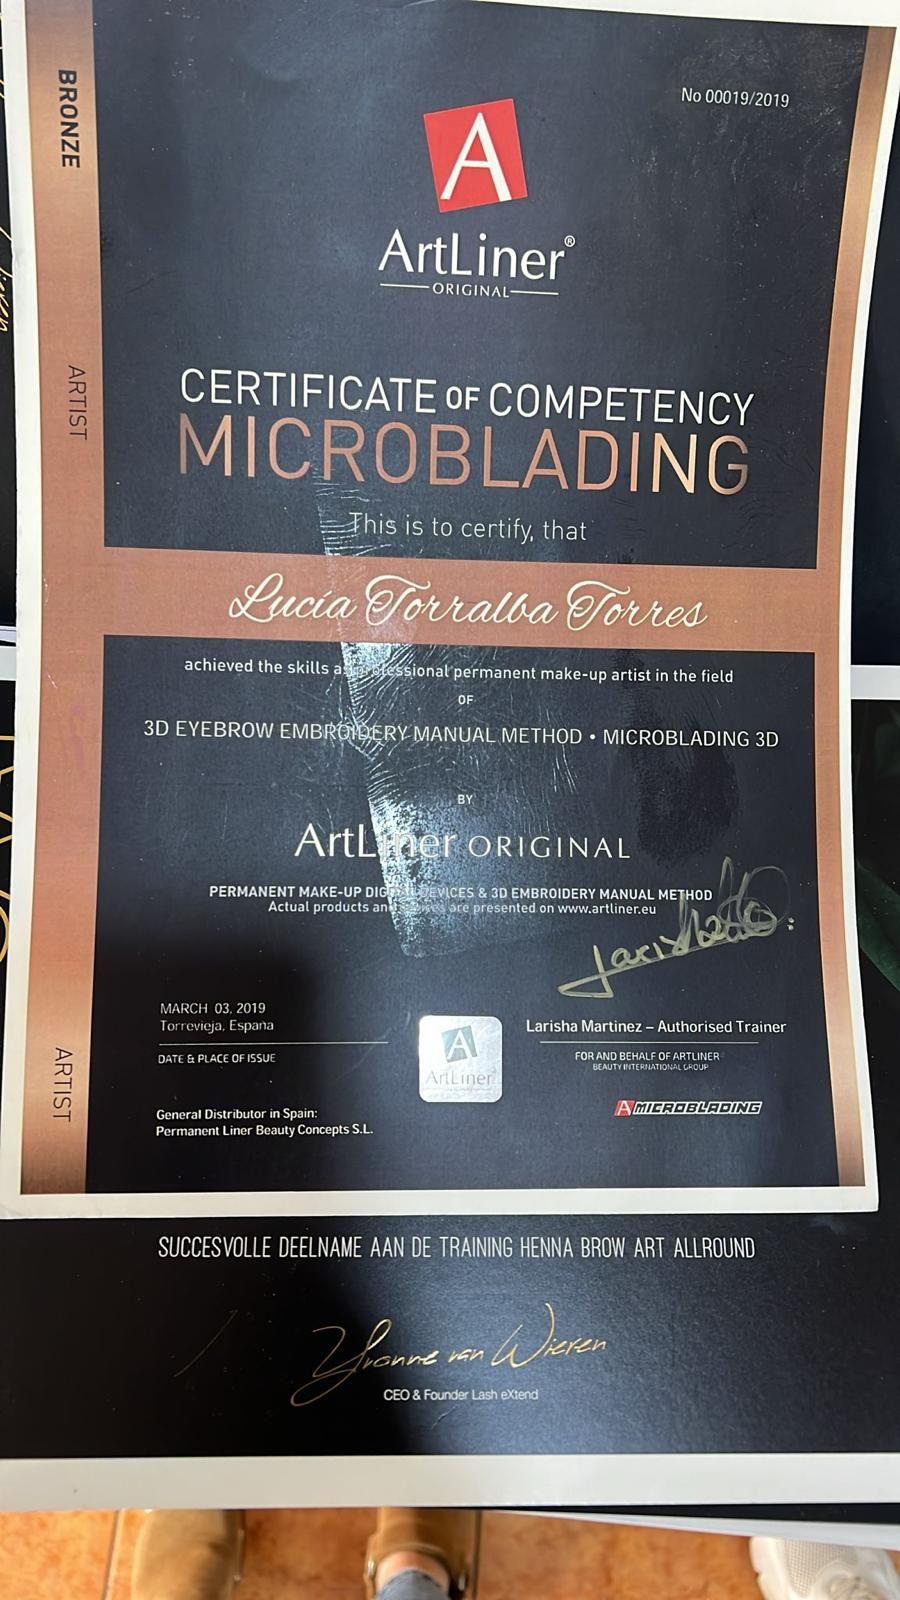 No 00019/2019
BRONZE
ARTIST
ARTIST
A
ArtLiner®
ORIGINAL
CERTIFICATE OF COMPETENCY
MICROBLADING
This is to certify, that
Lucía Torralba Torres
achieved the skills as professional permanent make-up artist in the field
OF
3D EYEBROW EMBROIDERY MANUAL METHOD • MICROBLADING 3D
BY
ArtLiner ORIGINAL
PERMANENT MAKE-UP DIGITAL DEVICES & 3D EMBROIDERY MANUAL METHOD
Actual products and devices are presented on www.artliner.eu
MARCH 03, 2019
Torrevieja, España
DATE & PLACE OF ISSUE
General Distributor in Spain:
Permanent Liner Beauty Concepts S.L.
A
ArtLiner
Larisha Martinez – Authorised Trainer
FOR AND BEHALF OF ARTLINER®
BEAUTY INTERNATIONAL GROUP
A MICROBLADING
SUCCESVOLLE DEELNAME AAN DE TRAINING HENNA BROW ART ALLROUND
Yvonne van Wieren
CEO & Founder Lash eXtend